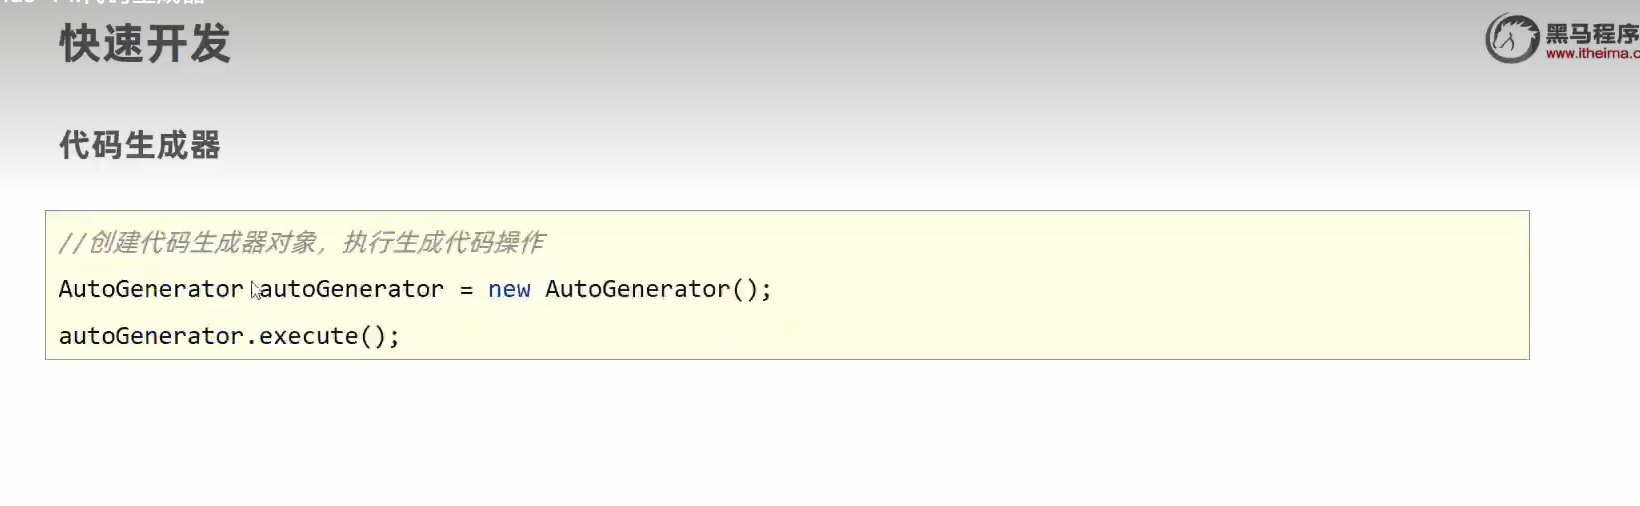 快速开发
黑马程序
www.itheima.c
代码生成器
//创建代码生成器对象，执行生成代码操作
AutoGenerator autoGenerator = new AutoGenerator();
autoGenerator.execute();